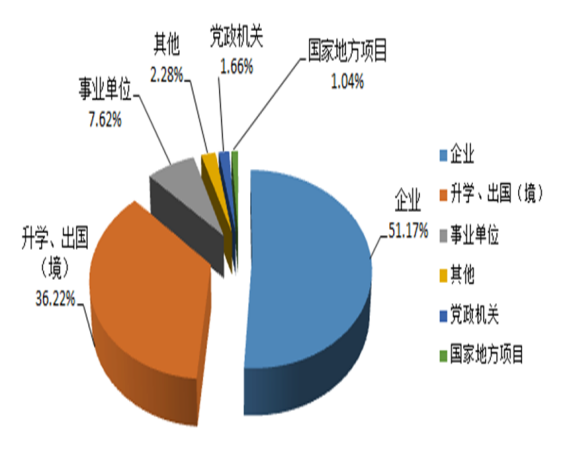 党政机关
1.66%
其他
2.28%
国家地方项目
1.04%
事业单位
7.62%
企业
51.17%
升学、出国
（境）
36.22%
企业
升学、出国（境）
事业单位
其他
党政机关
国家地方项目